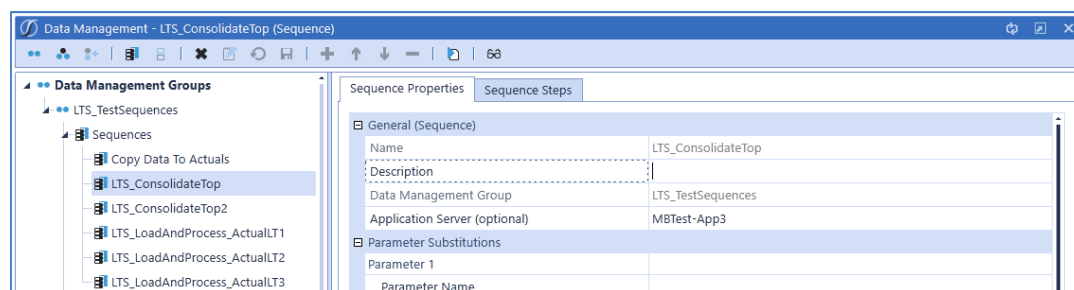 Data Management - LTS_ConsolidateTop (Sequence)
Data Management Groups
LTS_TestSequences
Sequences
Copy Data To Actuals
LTS_ConsolidateTop
LTS_ConsolidateTop2
LTS_LoadAndProcess_ActualLT1
LTS_LoadAndProcess_ActualLT2
LTS_LoadAndProcess_ActualLT3
Sequence Properties Sequence Steps
General (Sequence)
Name LTS_ConsolidateTop
Description
Data Management Group LTS_TestSequences
Application Server (optional) MBTest-App3
Parameter Substitutions
Parameter 1
Parameter Name